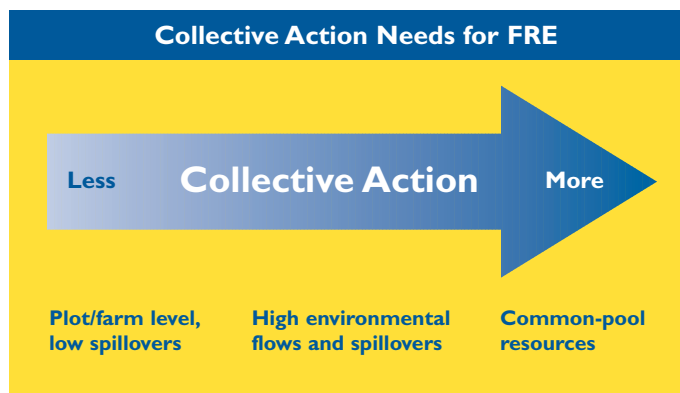 Collective Action Needs for FRE
Less Collective Action More
Plot/farm level,
low spillovers
High environmental
flows and spillovers
Common-pool
resources